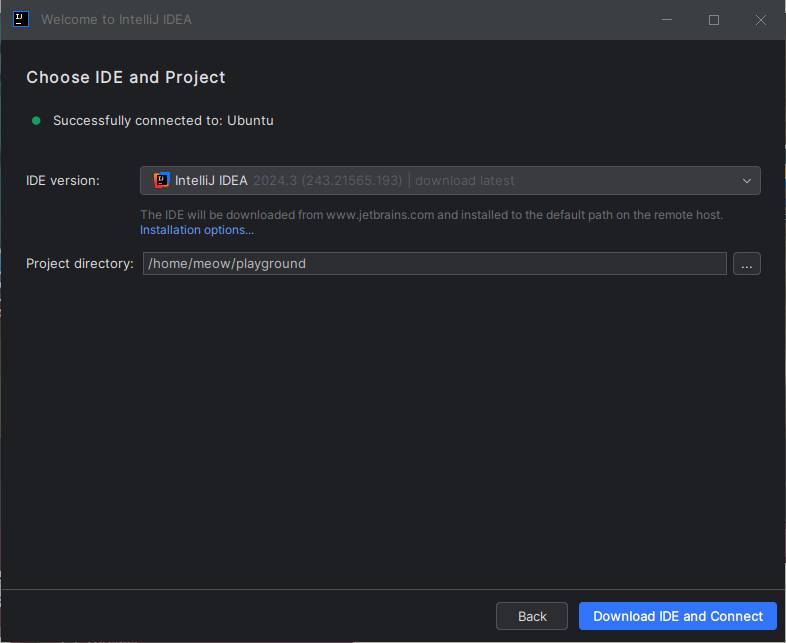 Welcome to IntelliJ IDEA
Choose IDE and Project
Successfully connected to: Ubuntu
IDE version: IntelliJ IDEA 2024.3 (243.21565.193) | download latest
The IDE will be downloaded from www.jetbrains.com and installed to the default path on the remote host.
Installation options...
Project directory: /home/meow/playground ...
Back Download IDE and Connect